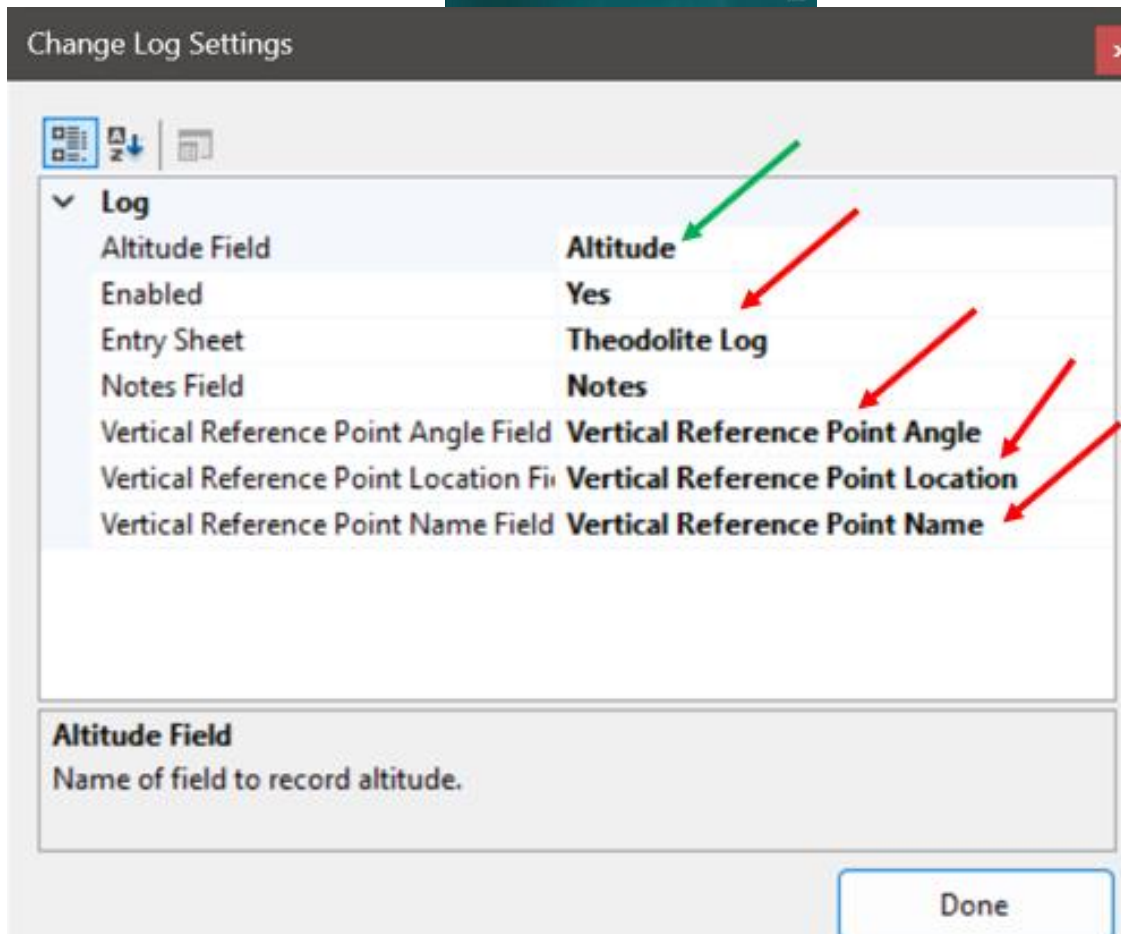 Change Log Settings
Log
Altitude Field Altitude
Enabled Yes
Entry Sheet Theodolite Log
Notes Field Notes
Vertical Reference Point Angle Field Vertical Reference Point Angle
Vertical Reference Point Location Fi Vertical Reference Point Location
Vertical Reference Point Name Field Vertical Reference Point Name
Altitude Field
Name of field to record altitude.
Done